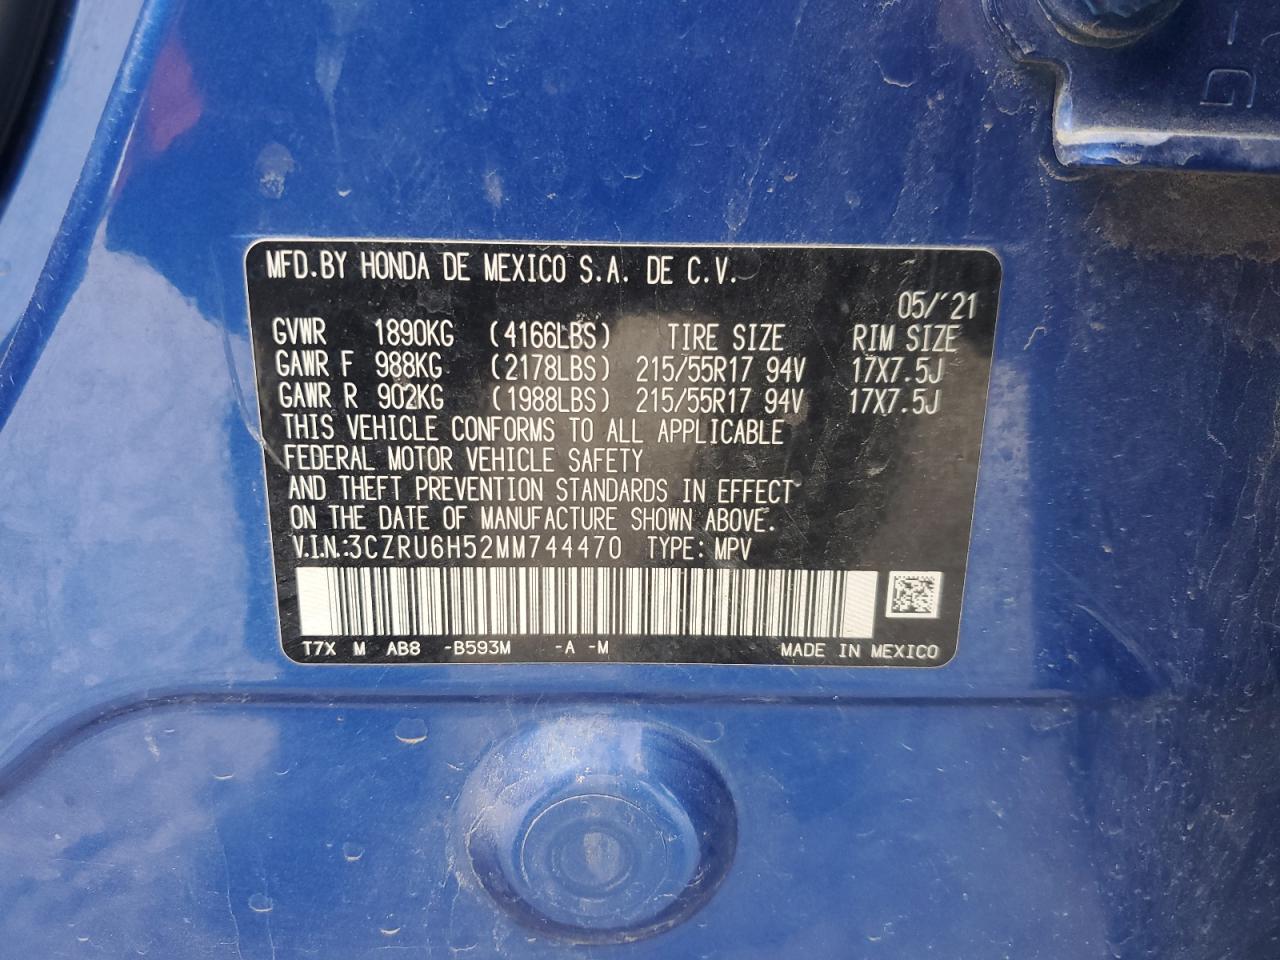 MFD.BY HONDA DE MEXICO S.A. DE C.V.
05/'21
GVWR 1890KG (4166LBS) TIRE SIZE RIM SIZE
GAWR F 988KG (2178LBS) 215/55R17 94V 17X7.5J
GAWR R 902KG (1988LBS) 215/55R17 94V 17X7.5J
THIS VEHICLE CONFORMS TO ALL APPLICABLE
FEDERAL MOTOR VEHICLE SAFETY
AND THEFT PREVENTION STANDARDS IN EFFECT
ON THE DATE OF MANUFACTURE SHOWN ABOVE.
V.I.N.:3CZRU6H52MM744470 TYPE: MPV
T7X M AB8 -B593M -A -M MADE IN MEXICO